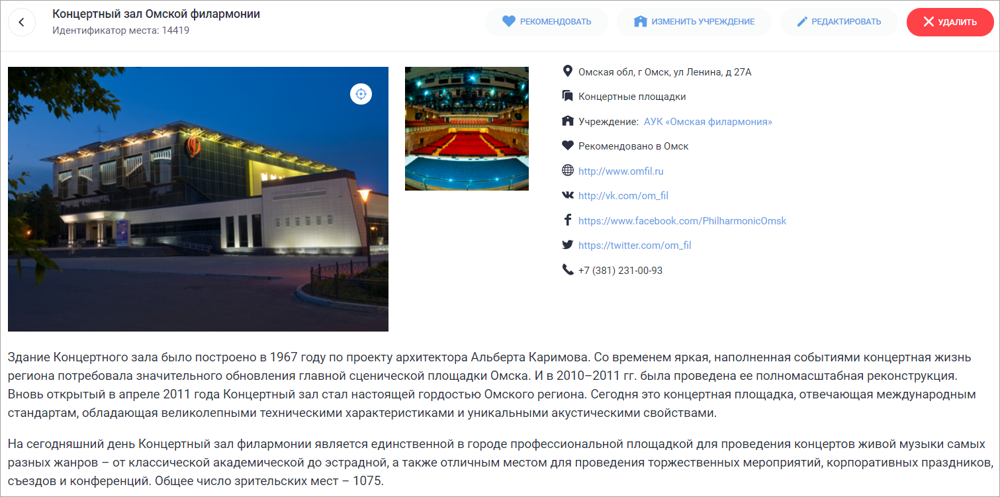 Концертный зал Омской филармонии
Идентификатор места: 14419
РЕКОМЕНДОВАТЬ
ИЗМЕНИТЬ УЧРЕЖДЕНИЕ
РЕДАКТИРОВАТЬ
УДАЛИТЬ
Омская обл, г Омск, ул Ленина, д 27А
Концертные площадки
Учреждение: АУК «Омская филармония»
Рекомендовано в Омск
http://www.omfil.ru
http://vk.com/om_fil
https://www.facebook.com/PhilharmonicOmsk
https://twitter.com/om_fil
+7 (381) 231-00-93
Здание Концертного зала было построено в 1967 году по проекту архитектора Альберта Каримова. Со временем яркая, наполненная событиями концертная жизнь
региона потребовала значительного обновления главной сценической площадки Омска. И в 2010–2011 гг. была проведена ее полномасштабная реконструкция.
Вновь открытый в апреле 2011 года Концертный зал стал настоящей гордостью Омского региона. Сегодня это концертная площадка, отвечающая международным
стандартам, обладающая великолепными техническими характеристиками и уникальными акустическими свойствами.
На сегодняшний день Концертный зал филармонии является единственной в городе профессиональной площадкой для проведения концертов живой музыки самых
разных жанров – от классической академической до эстрадной, а также отличным местом для проведения торжественных мероприятий, корпоративных праздников,
съездов и конференций. Общее число зрительских мест – 1075.